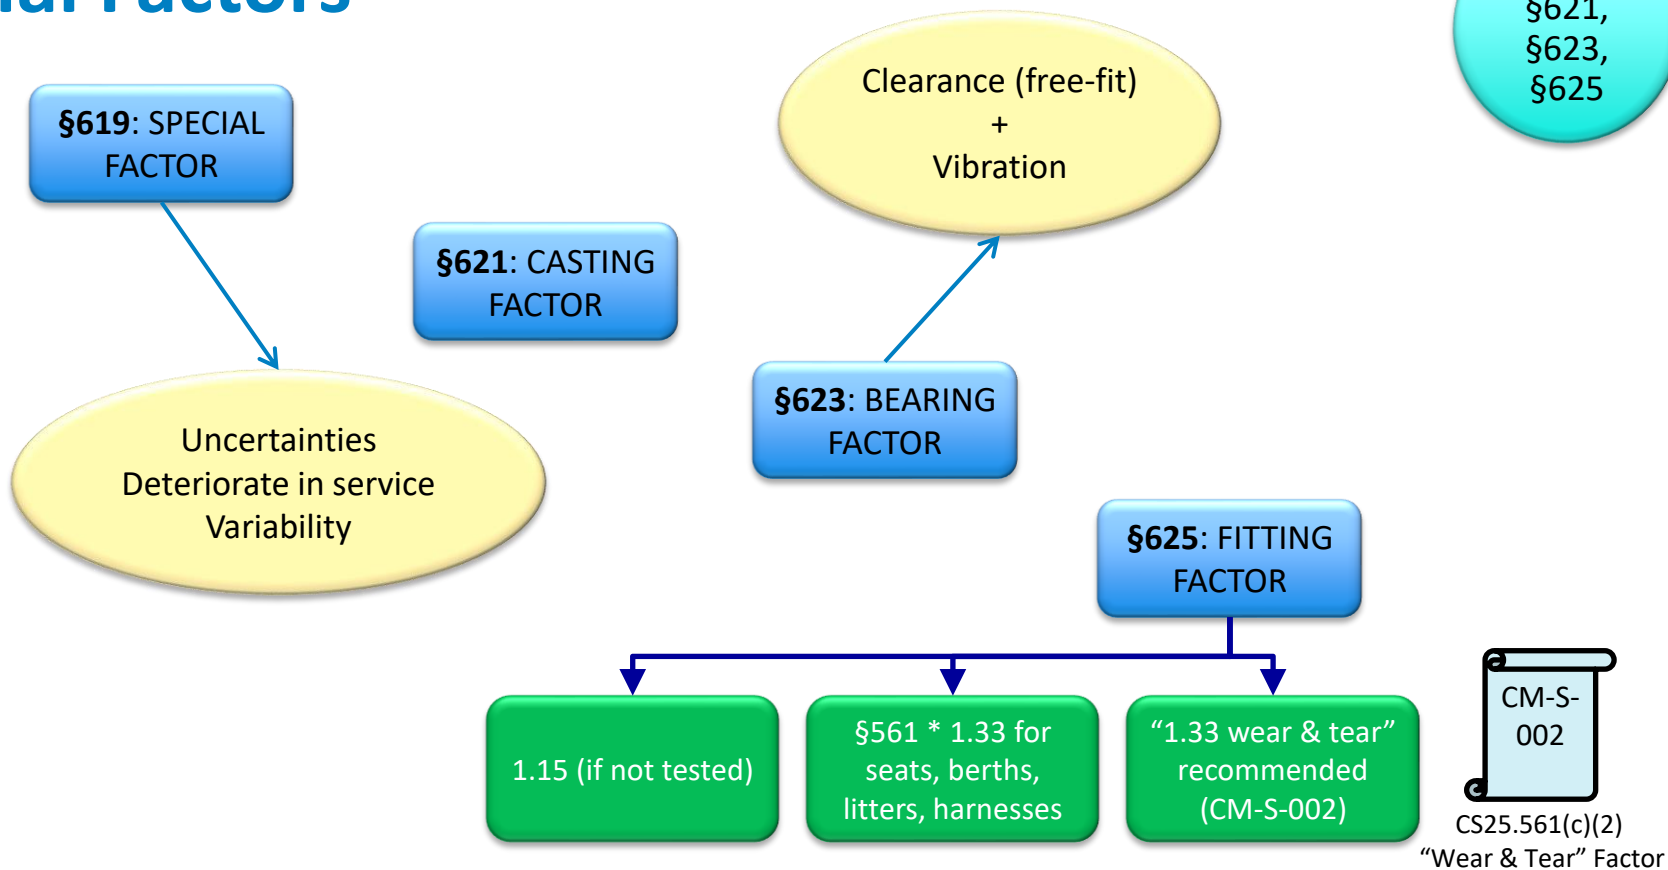 Factors
§621,
§623,
§625
§619: SPECIAL
FACTOR
Clearance (free-fit)
+
Vibration
§621: CASTING
FACTOR
§623: BEARING
FACTOR
Uncertainties
Deteriorate in service
Variability
§625: FITTING
FACTOR
1.15 (if not tested)
§561 * 1.33 for
seats, berths,
litters, harnesses
“1.33 wear & tear”
recommended
(CM-S-002)
CM-S-
002
CS25.561(c)(2)
“Wear & Tear” Factor